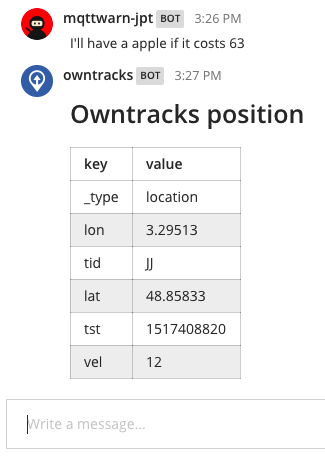 mqttwarn-jpt BOT 3:26 PM
I'll have a apple if it costs 63
owntracks BOT 3:27 PM
Owntracks position
key value
_type location
lon 3.29513
tid JJ
lat 48.85833
tst 1517408820
vel 12
Write a message...